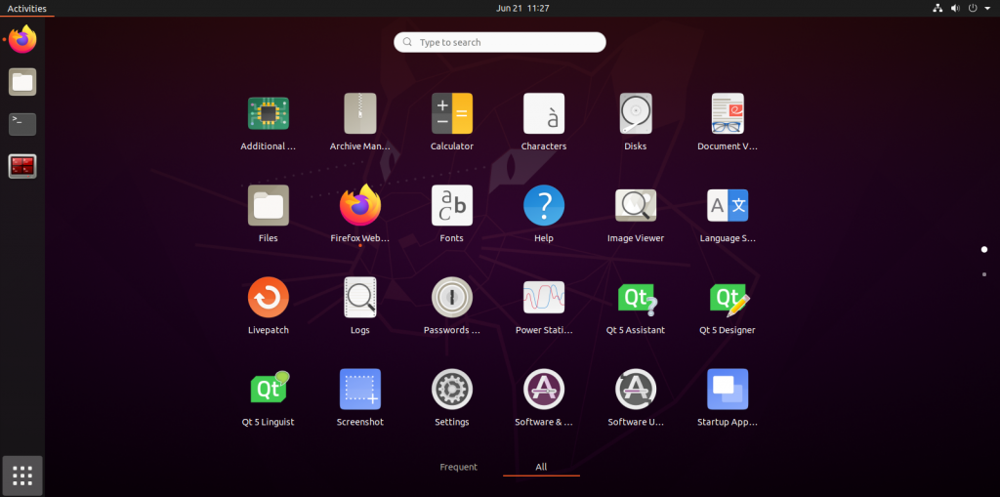 Activities
Jun 21 11:27
Type to search
Additional ...
Archive Man...
Calculator
Characters
Disks
Document V...
Files
Firefox Web...
Fonts
Help
Image Viewer
Language S...
Livepatch
Logs
Passwords ...
Power Stati...
Qt 5 Assistant
Qt 5 Designer
Qt 5 Linguist
Screenshot
Settings
Software & ...
Software U...
Startup App...
Frequent
All